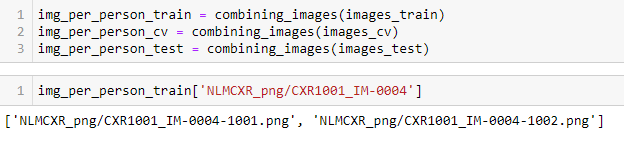 1 img_per_person_train = combining_images(images_train)
2 img_per_person_cv = combining_images(images_cv)
3 img_per_person_test = combining_images(images_test)
1 img_per_person_train['NLMCXR_png/CXR1001_IM-0004']
['NLMCXR_png/CXR1001_IM-0004-1001.png', 'NLMCXR_png/CXR1001_IM-0004-1002.png']